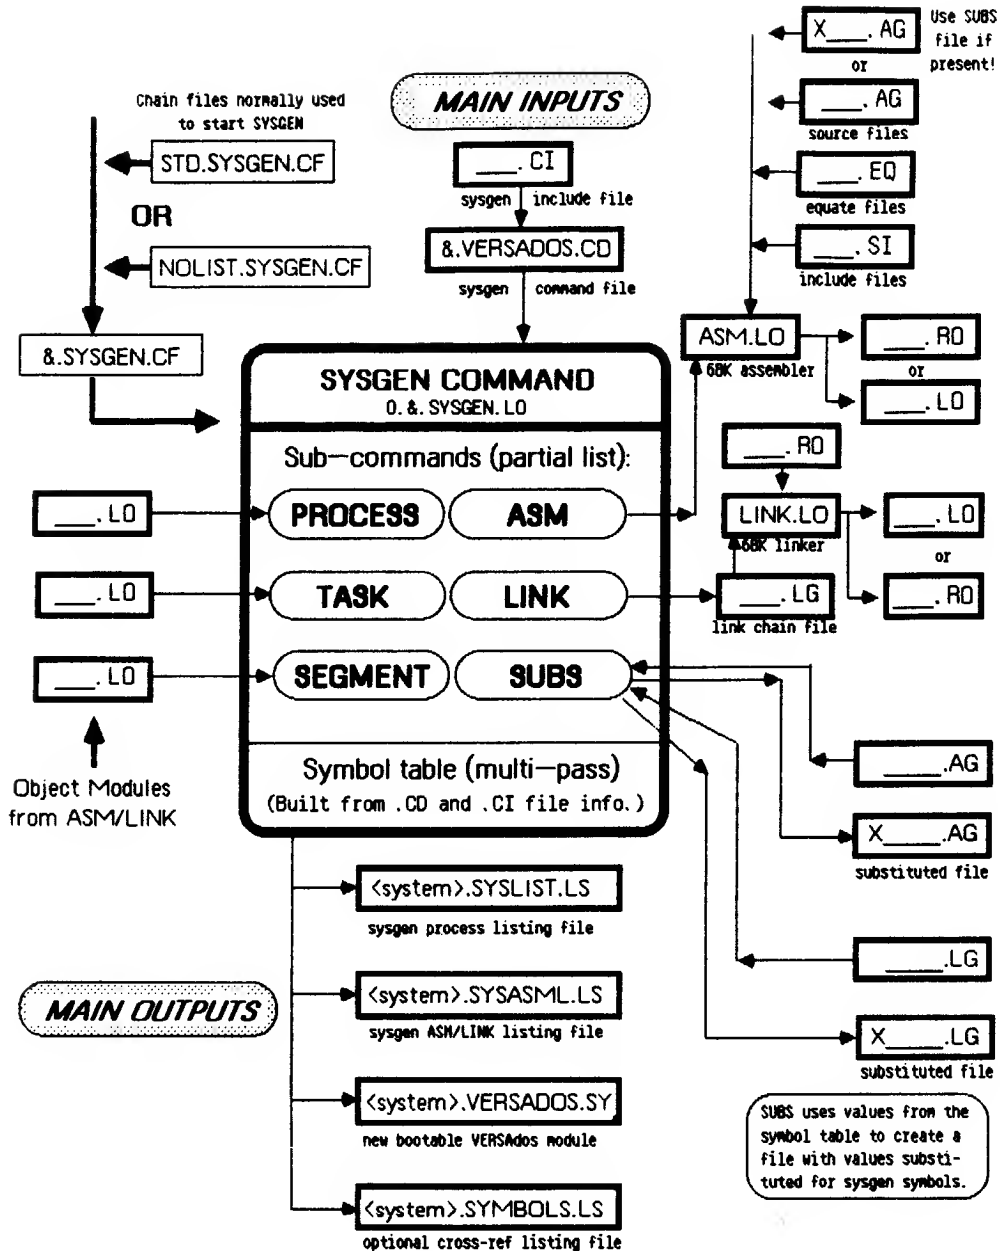 X____.AG
Use SUBS
file if
present!
or
____.AG
source files
____.EQ
equate files
____.SI
include files
Chain files normally used
to start SYSGEN
STD.SYSGEN.CF
OR
NOLIST.SYSGEN.CF
&.SYSGEN.CF
MAIN INPUTS
____.CI
sysgen include file
&.VERSADOS.CD
sysgen command file
ASM.LO
68K assembler
____.RO
or
____.LO
SYSGEN COMMAND
0.&.SYSGEN.LO
Sub-commands (partial list):
PROCESS
ASM
TASK
LINK
SEGMENT
SUBS
Symbol table (multi-pass)
(Built from .CD and .CI file info.)
____.LO
____.LO
____.LO
Object Modules
from ASM/LINK
____.RO
LINK.LO
68K linker
____.LG
link chain file
____.LO
or
____.RO
_____.AG
X_____.AG
substituted file
_____.LG
X_____.LG
substituted file
SUBS uses values from the
symbol table to create a
file with values substi-
tuted for sysgen symbols.
MAIN OUTPUTS
<system>.SYSLIST.LS
sysgen process listing file
<system>.SYSASML.LS
sysgen ASM/LINK listing file
<system>.VERSADOS.SY
new bootable VERSAdos module
<system>.SYMBOLS.LS
optional cross-ref listing file